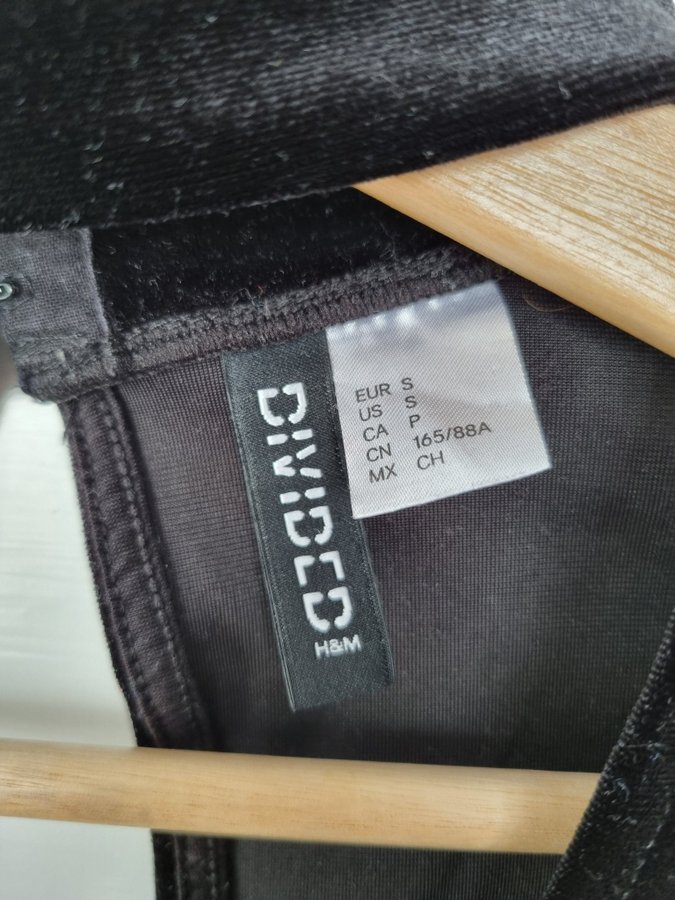 DIVIDED
H&M
EUR S
US S
CA P
CN 165/88A
MX CH